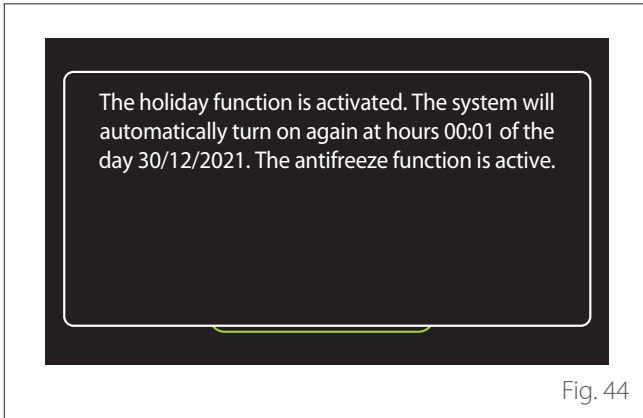 The holiday function is activated. The system will
automatically turn on again at hours 00:01 of the
day 30/12/2021. The antifreeze function is active.
Fig. 44